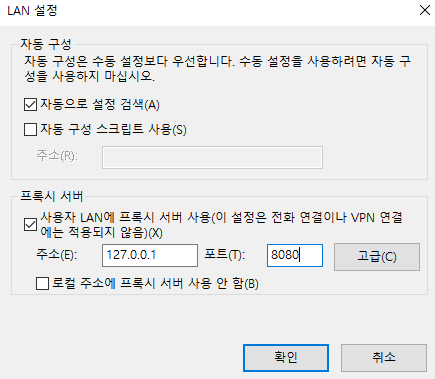 LAN 설정
자동 구성
자동 구성은 수동 설정보다 우선합니다. 수동 설정을 사용하려면 자동 구
성을 사용하지 마십시오.
자동으로 설정 검색(A)
자동 구성 스크립트 사용(S)
주소(R):
프록시 서버
사용자 LAN에 프록시 서버 사용(이 설정은 전화 연결이나 VPN 연결
에는 적용되지 않음)(X)
주소(E): 127.0.0.1 포트(T): 8080 고급(C)
로컬 주소에 프록시 서버 사용 안 함(B)
확인 취소